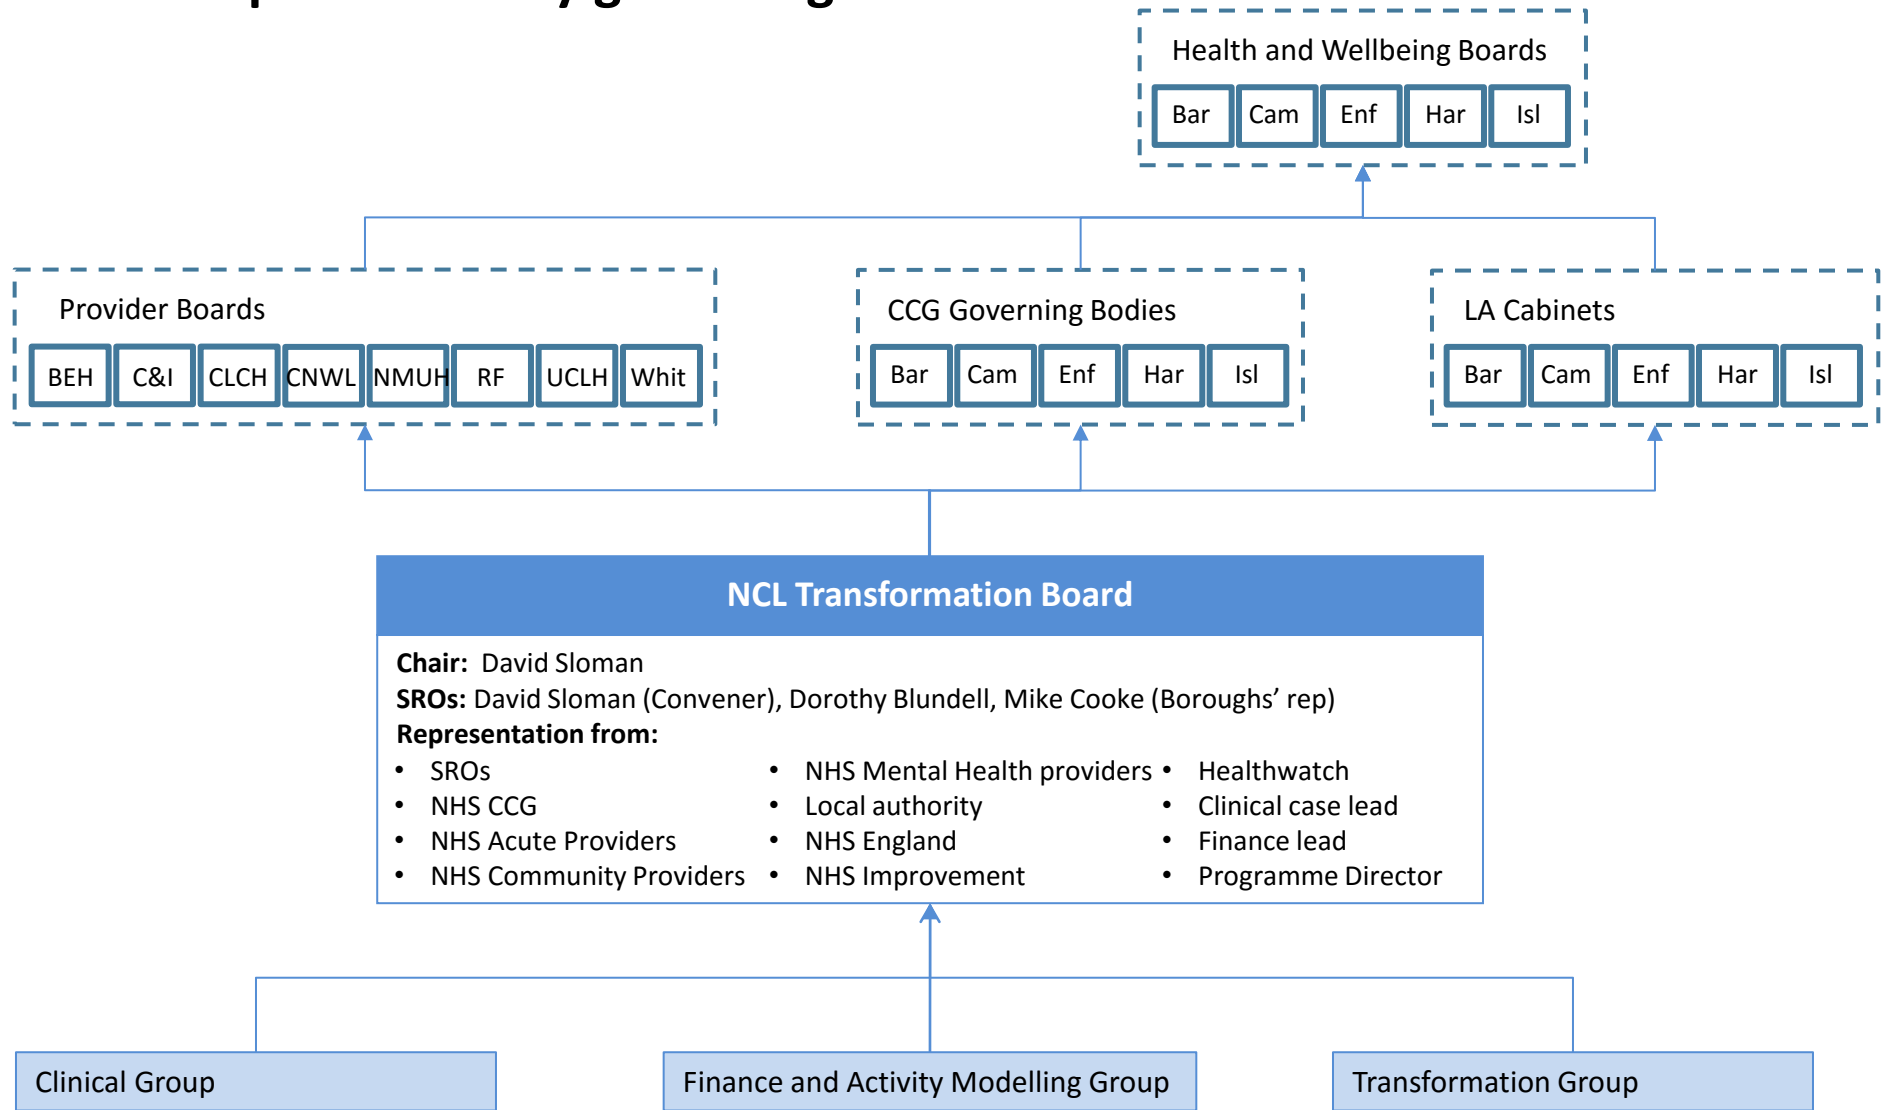 Health and Wellbeing Boards
Bar Cam Enf Har Isl
Provider Boards
BEH C&I CLCH CNWL NMUH RF UCLH Whit
CCG Governing Bodies
Bar Cam Enf Har Isl
LA Cabinets
Bar Cam Enf Har Isl
NCL Transformation Board
Chair: David Sloman
SROs: David Sloman (Convener), Dorothy Blundell, Mike Cooke (Boroughs’ rep)
Representation from:
• SROs
• NHS CCG
• NHS Acute Providers
• NHS Community Providers
• NHS Mental Health providers
• Local authority
• NHS England
• NHS Improvement
• Healthwatch
• Clinical case lead
• Finance lead
• Programme Director
Clinical Group
Finance and Activity Modelling Group
Transformation Group